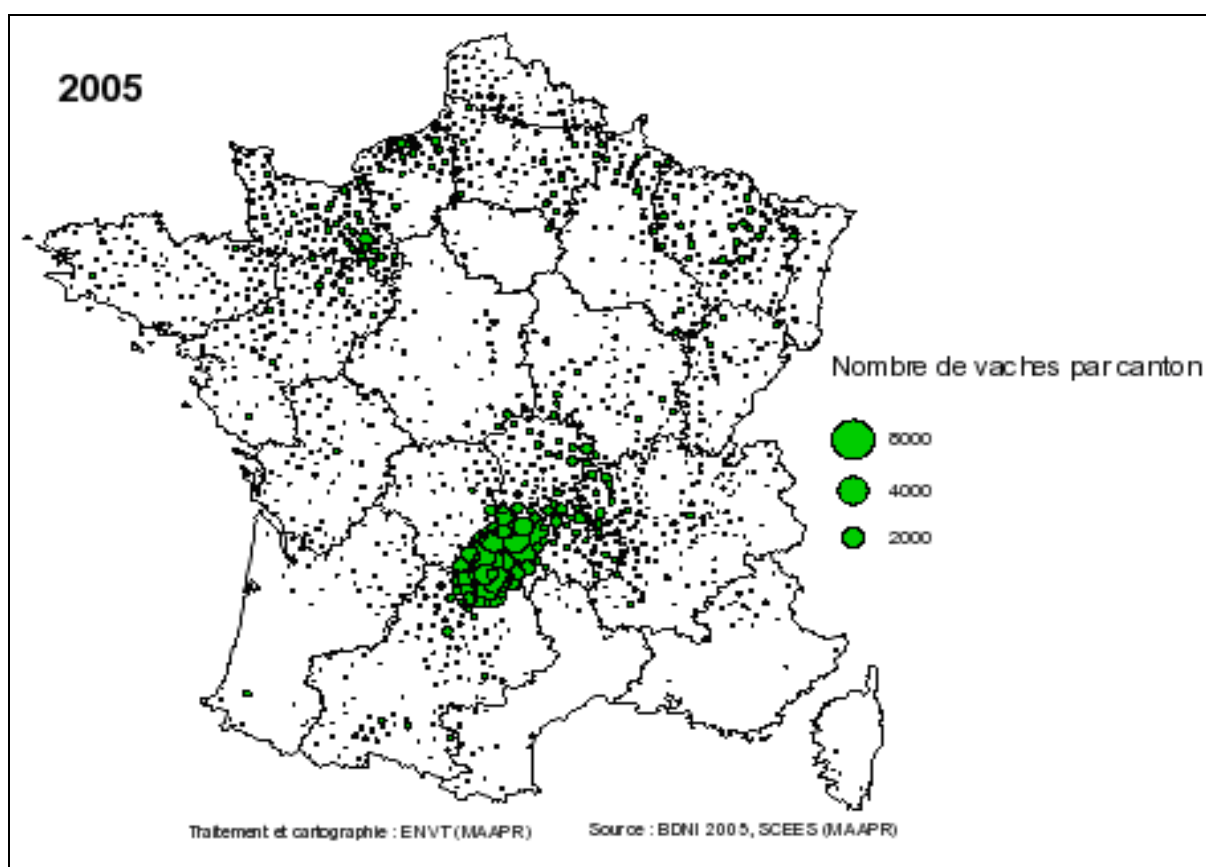 2005
Nombre de vaches par canton
8000
4000
2000
Traitement et cartographie : ENVT (MAAPR) Source : BDNI 2005, SCEES (MAAPR)